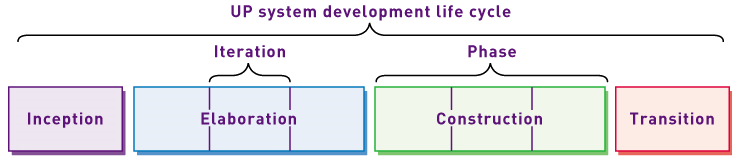 UP system development life cycle
Iteration
Phase
Inception
Elaboration
Construction
Transition